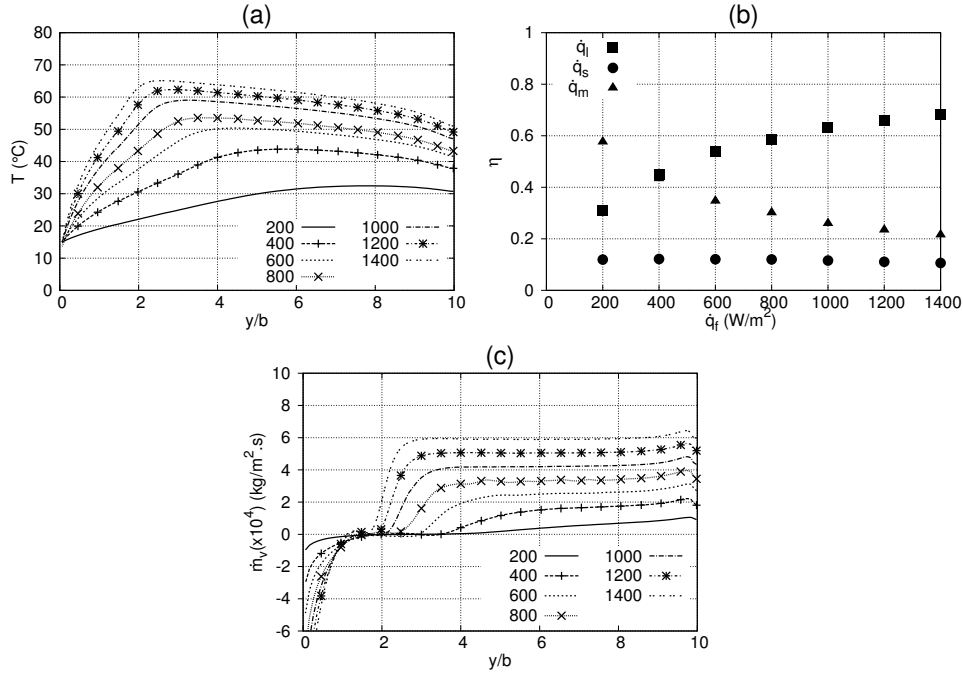 (a)
80
70
60
50
40
30
20
10
0
T (°C)
0 2 4 6 8 10
y/b
200 1000
400 1200
600 1400
800
(b)
1
0.8
0.6
0.4
0.2
0
η
q̇l
q̇s
q̇m
0 200 400 600 800 1000 1200 1400
q̇f (W/m²)
(c)
10
8
6
4
2
0
-2
-4
-6
ṁv(x10⁴) (kg/m².s)
0 2 4 6 8 10
y/b
200 1000
400 1200
600 1400
800